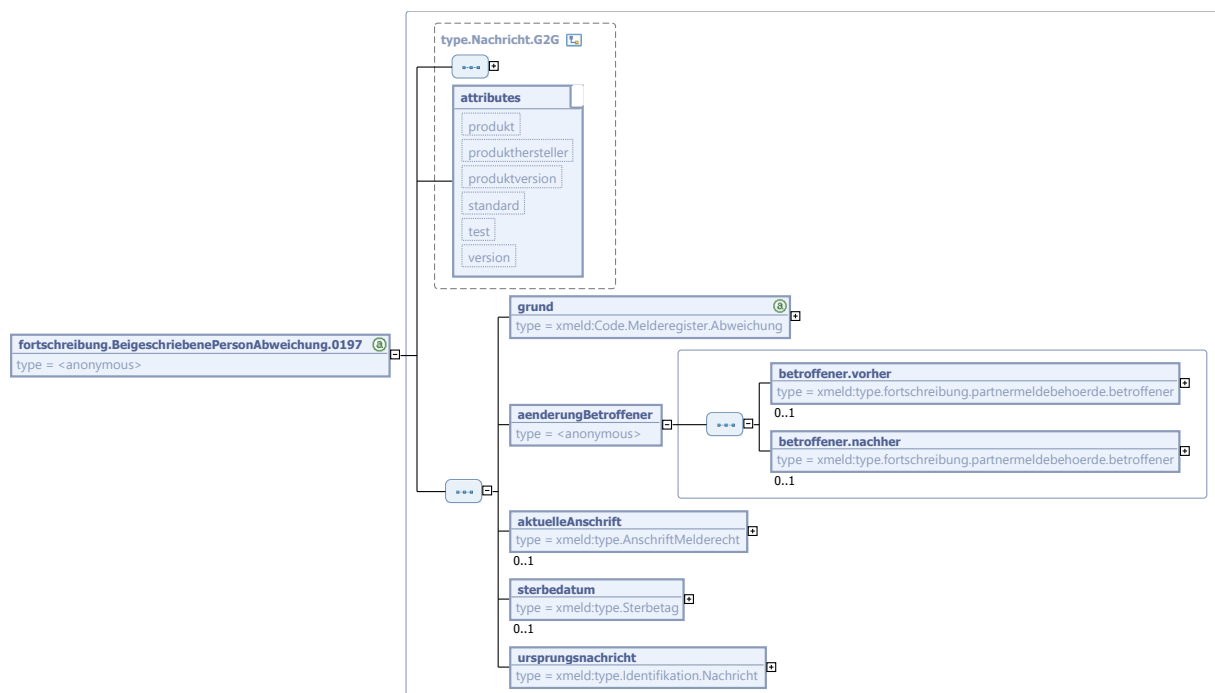 type.Nachricht.G2G
attributes
produkt
produkthersteller
produktversion
standard
test
version
fortschreibung.BeigeschriebenePersonAbweichung.0197
type = <anonymous>
grund
type = xmeld:Code.Melderegister.Abweichung
aenderungBetroffener
type = <anonymous>
betroffener.vorher
type = xmeld:type.fortschreibung.partnermeldebehoerde.betroffener
0..1
betroffener.nachher
type = xmeld:type.fortschreibung.partnermeldebehoerde.betroffener
0..1
aktuelleAnschrift
type = xmeld:type.AnschriftMelderecht
0..1
sterbedatum
type = xmeld:type.Sterbetag
0..1
ursprungsnachricht
type = xmeld:type.Identifikation.Nachricht